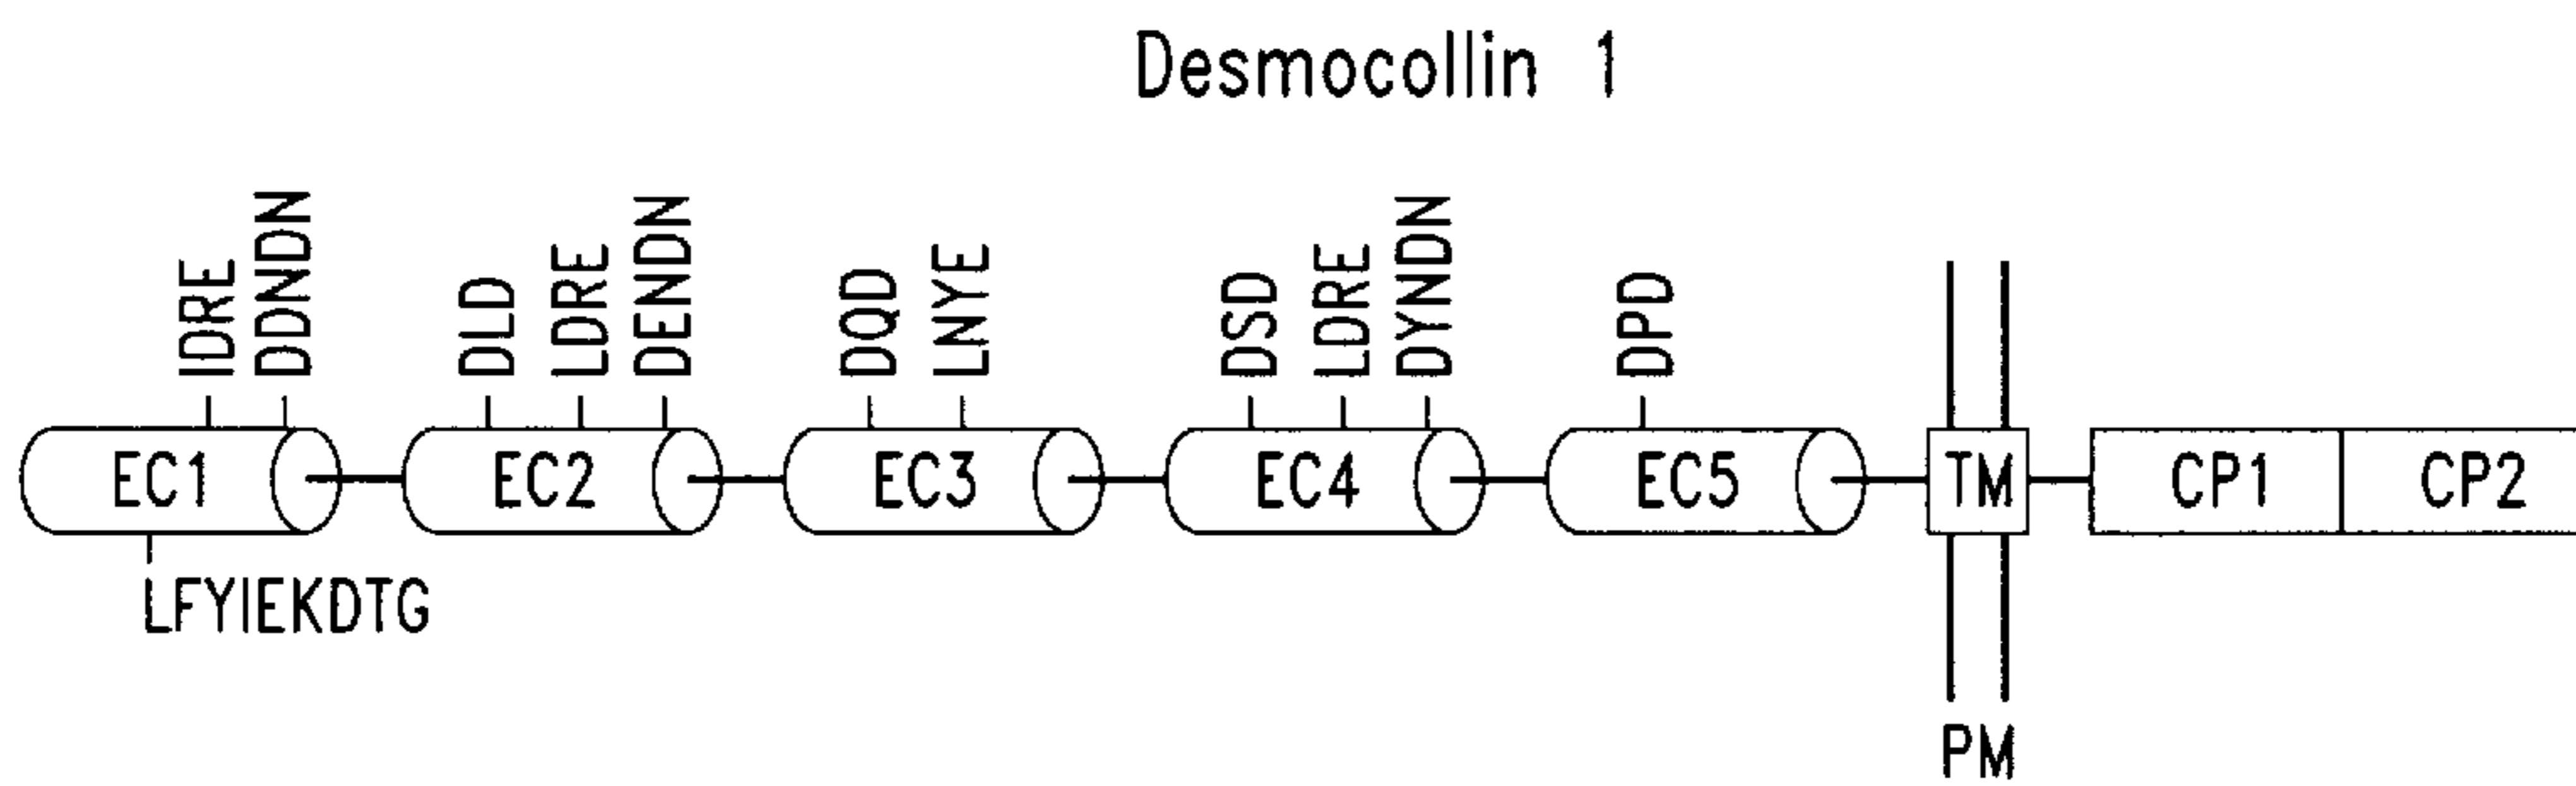 Desmocollin 1
IDRE
DDNDN
DLD
LDRE
DENDN
DQD
LNYE
DSD
LDRE
DYNDN
DPD
EC1
EC2
EC3
EC4
EC5
TM
CP1
CP2
LFYIEKDTG
PM